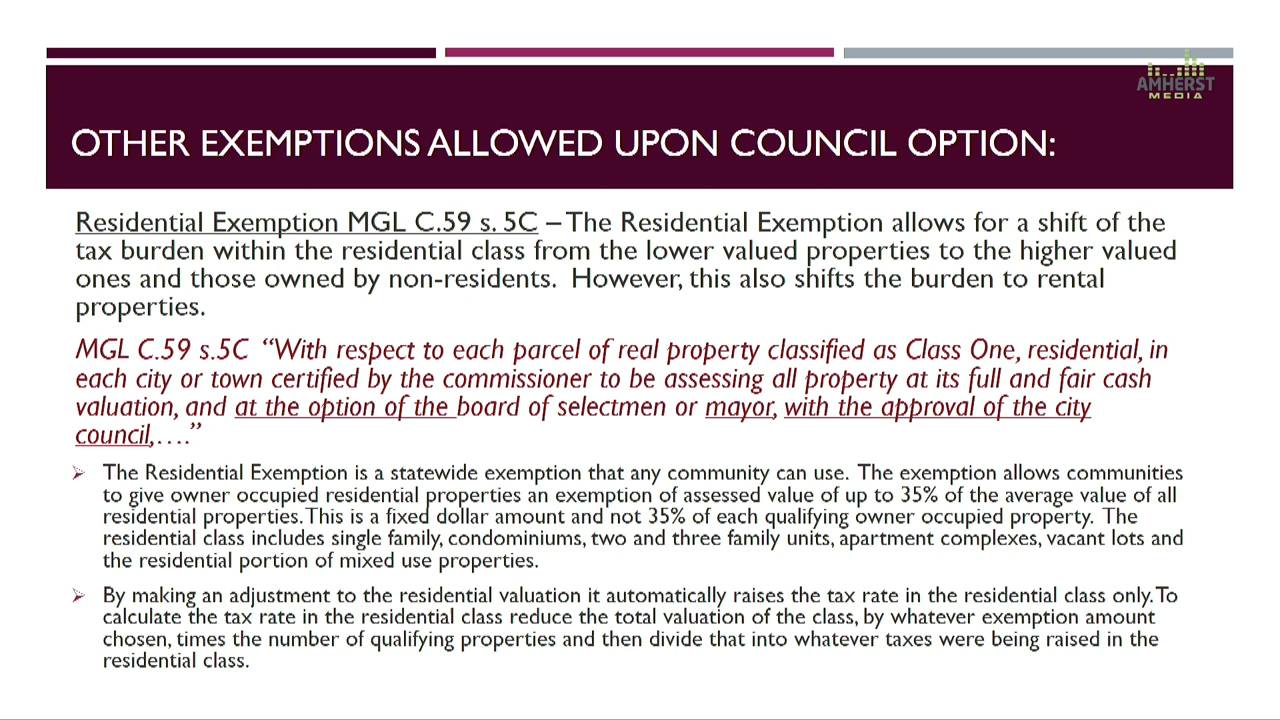 AMHERST
MEDIA
OTHER EXEMPTIONS ALLOWED UPON COUNCIL OPTION:
Residential Exemption MGL C.59 s. 5C – The Residential Exemption allows for a shift of the
tax burden within the residential class from the lower valued properties to the higher valued
ones and those owned by non-residents. However, this also shifts the burden to rental
properties.
MGL C.59 s.5C “With respect to each parcel of real property classified as Class One, residential, in
each city or town certified by the commissioner to be assessing all property at its full and fair cash
valuation, and at the option of the board of selectmen or mayor, with the approval of the city
council,….”
The Residential Exemption is a statewide exemption that any community can use. The exemption allows communities
to give owner occupied residential properties an exemption of assessed value of up to 35% of the average value of all
residential properties. This is a fixed dollar amount and not 35% of each qualifying owner occupied property. The
residential class includes single family, condominiums, two and three family units, apartment complexes, vacant lots and
the residential portion of mixed use properties.
By making an adjustment to the residential valuation it automatically raises the tax rate in the residential class only. To
calculate the tax rate in the residential class reduce the total valuation of the class, by whatever exemption amount
chosen, times the number of qualifying properties and then divide that into whatever taxes were being raised in the
residential class.